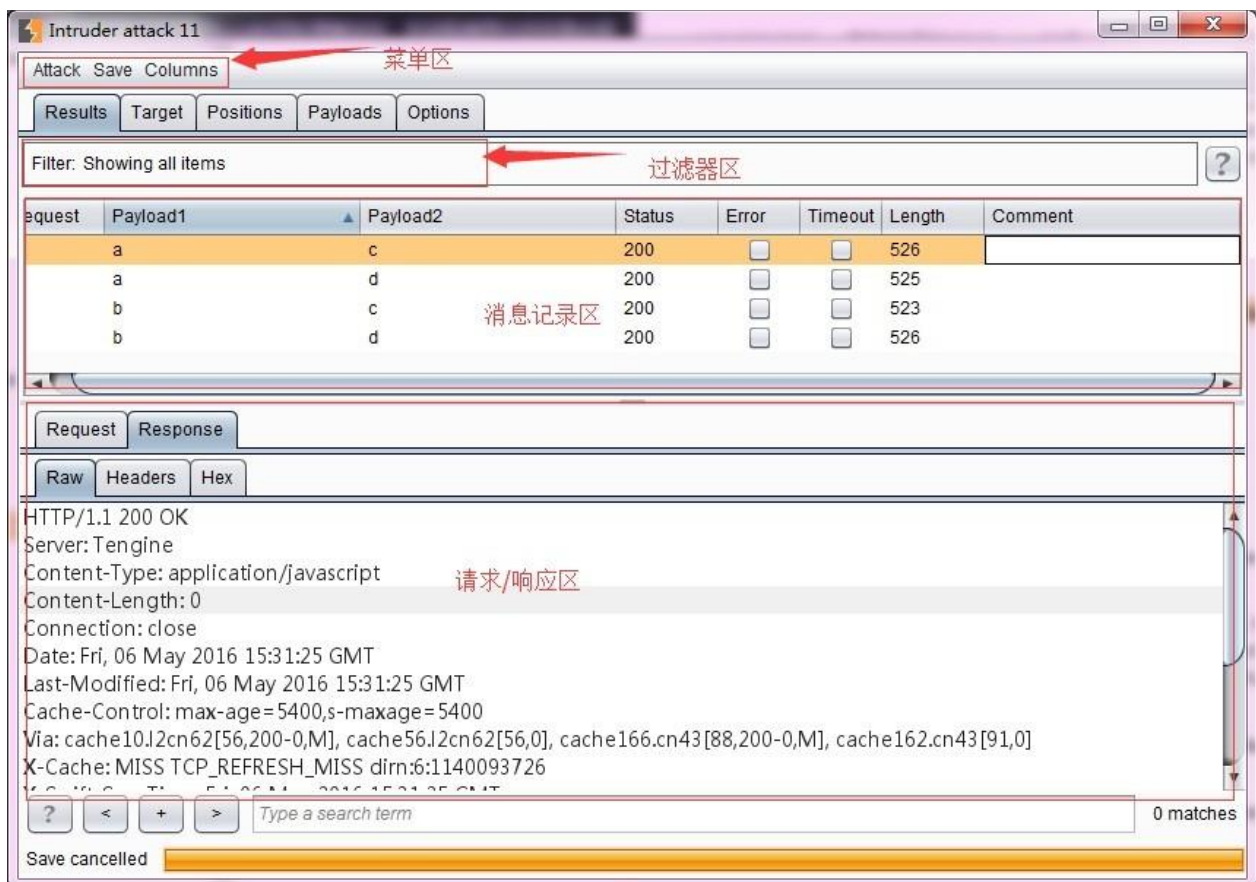 Intruder attack 11
Attack Save Columns
菜单区
Results Target Positions Payloads Options
Filter: Showing all items
过滤器区
?
equest Payload1 Payload2 Status Error Timeout Length Comment
a c 200 526
a d 200 525
b c 200 523
b d 200 526
消息记录区
Request Response
Raw Headers Hex
HTTP/1.1 200 OK
Server: Tengine
Content-Type: application/javascript
请求/响应区
Content-Length: 0
Connection: close
Date: Fri, 06 May 2016 15:31:25 GMT
Last-Modified: Fri, 06 May 2016 15:31:25 GMT
Cache-Control: max-age=5400,s-maxage=5400
Via: cache10.l2cn62[56,200-0,M], cache56.l2cn62[56,0], cache166.cn43[88,200-0,M], cache162.cn43[91,0]
X-Cache: MISS TCP_REFRESH_MISS dirn:6:1140093726
? < + > Type a search term 0 matches
Save cancelled